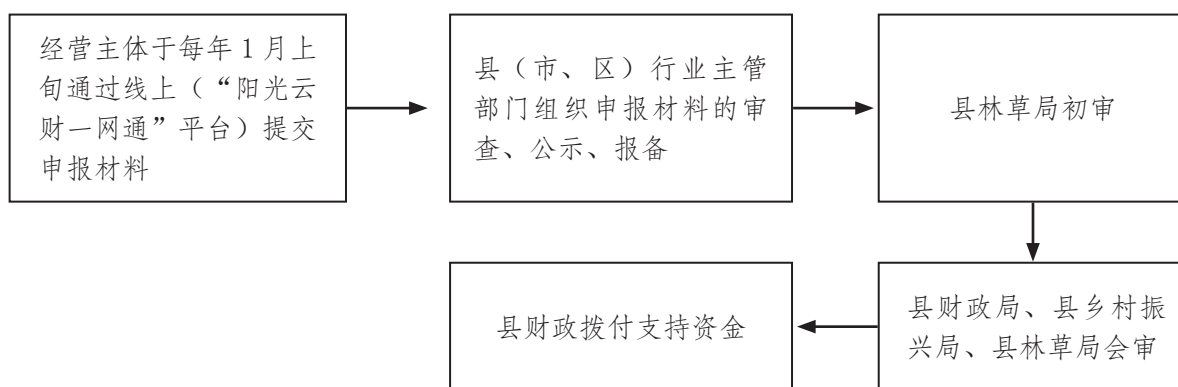 经营主体于每年1月上
旬通过线上（“阳光云
财一网通”平台）提交
申报材料
县（市、区）行业主管
部门组织申报材料的审
查、公示、报备
县林草局初审
县财政局、县乡村振
兴局、县林草局会审
县财政拨付支持资金